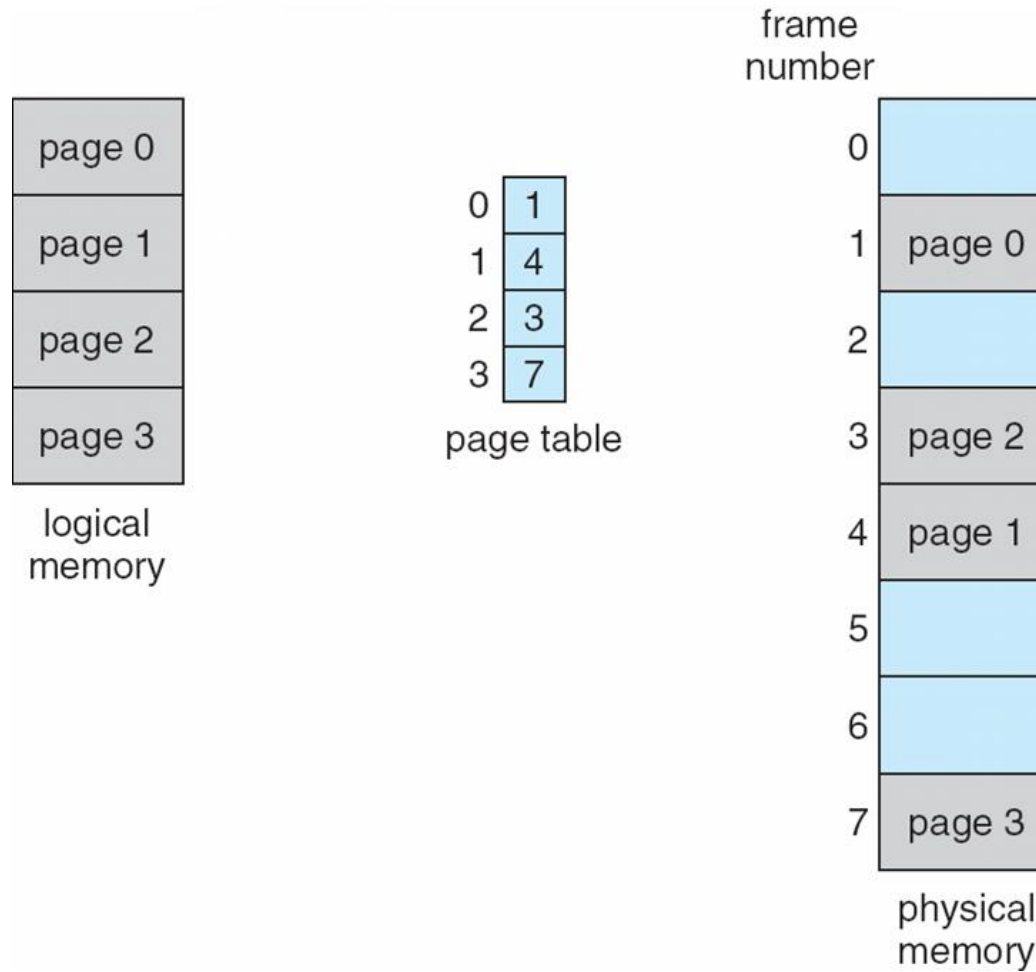 page 0
page 1
page 2
page 3
logical
memory
0 1
1 4
2 3
3 7
page table
frame
number
0
1 page 0
2
3 page 2
4 page 1
5
6
7 page 3
physical
memory